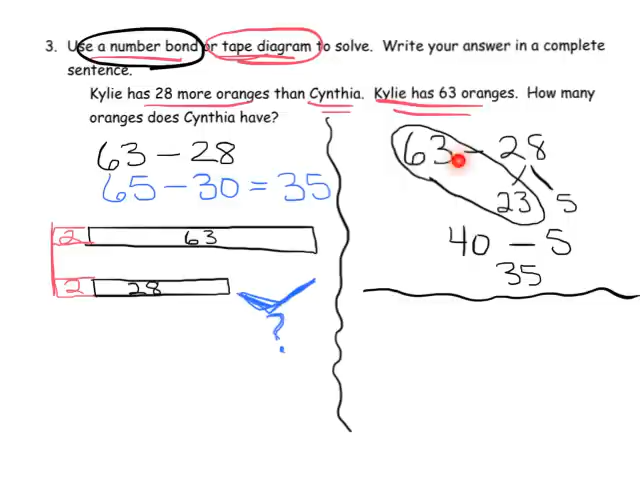 3. Use a number bond or tape diagram to solve. Write your answer in a complete
sentence.
Kylie has 28 more oranges than Cynthia. Kylie has 63 oranges. How many
oranges does Cynthia have?
63 - 28
65 - 30 = 35
2 63
2 28
?
63 - 28
23 5
40 - 5
35